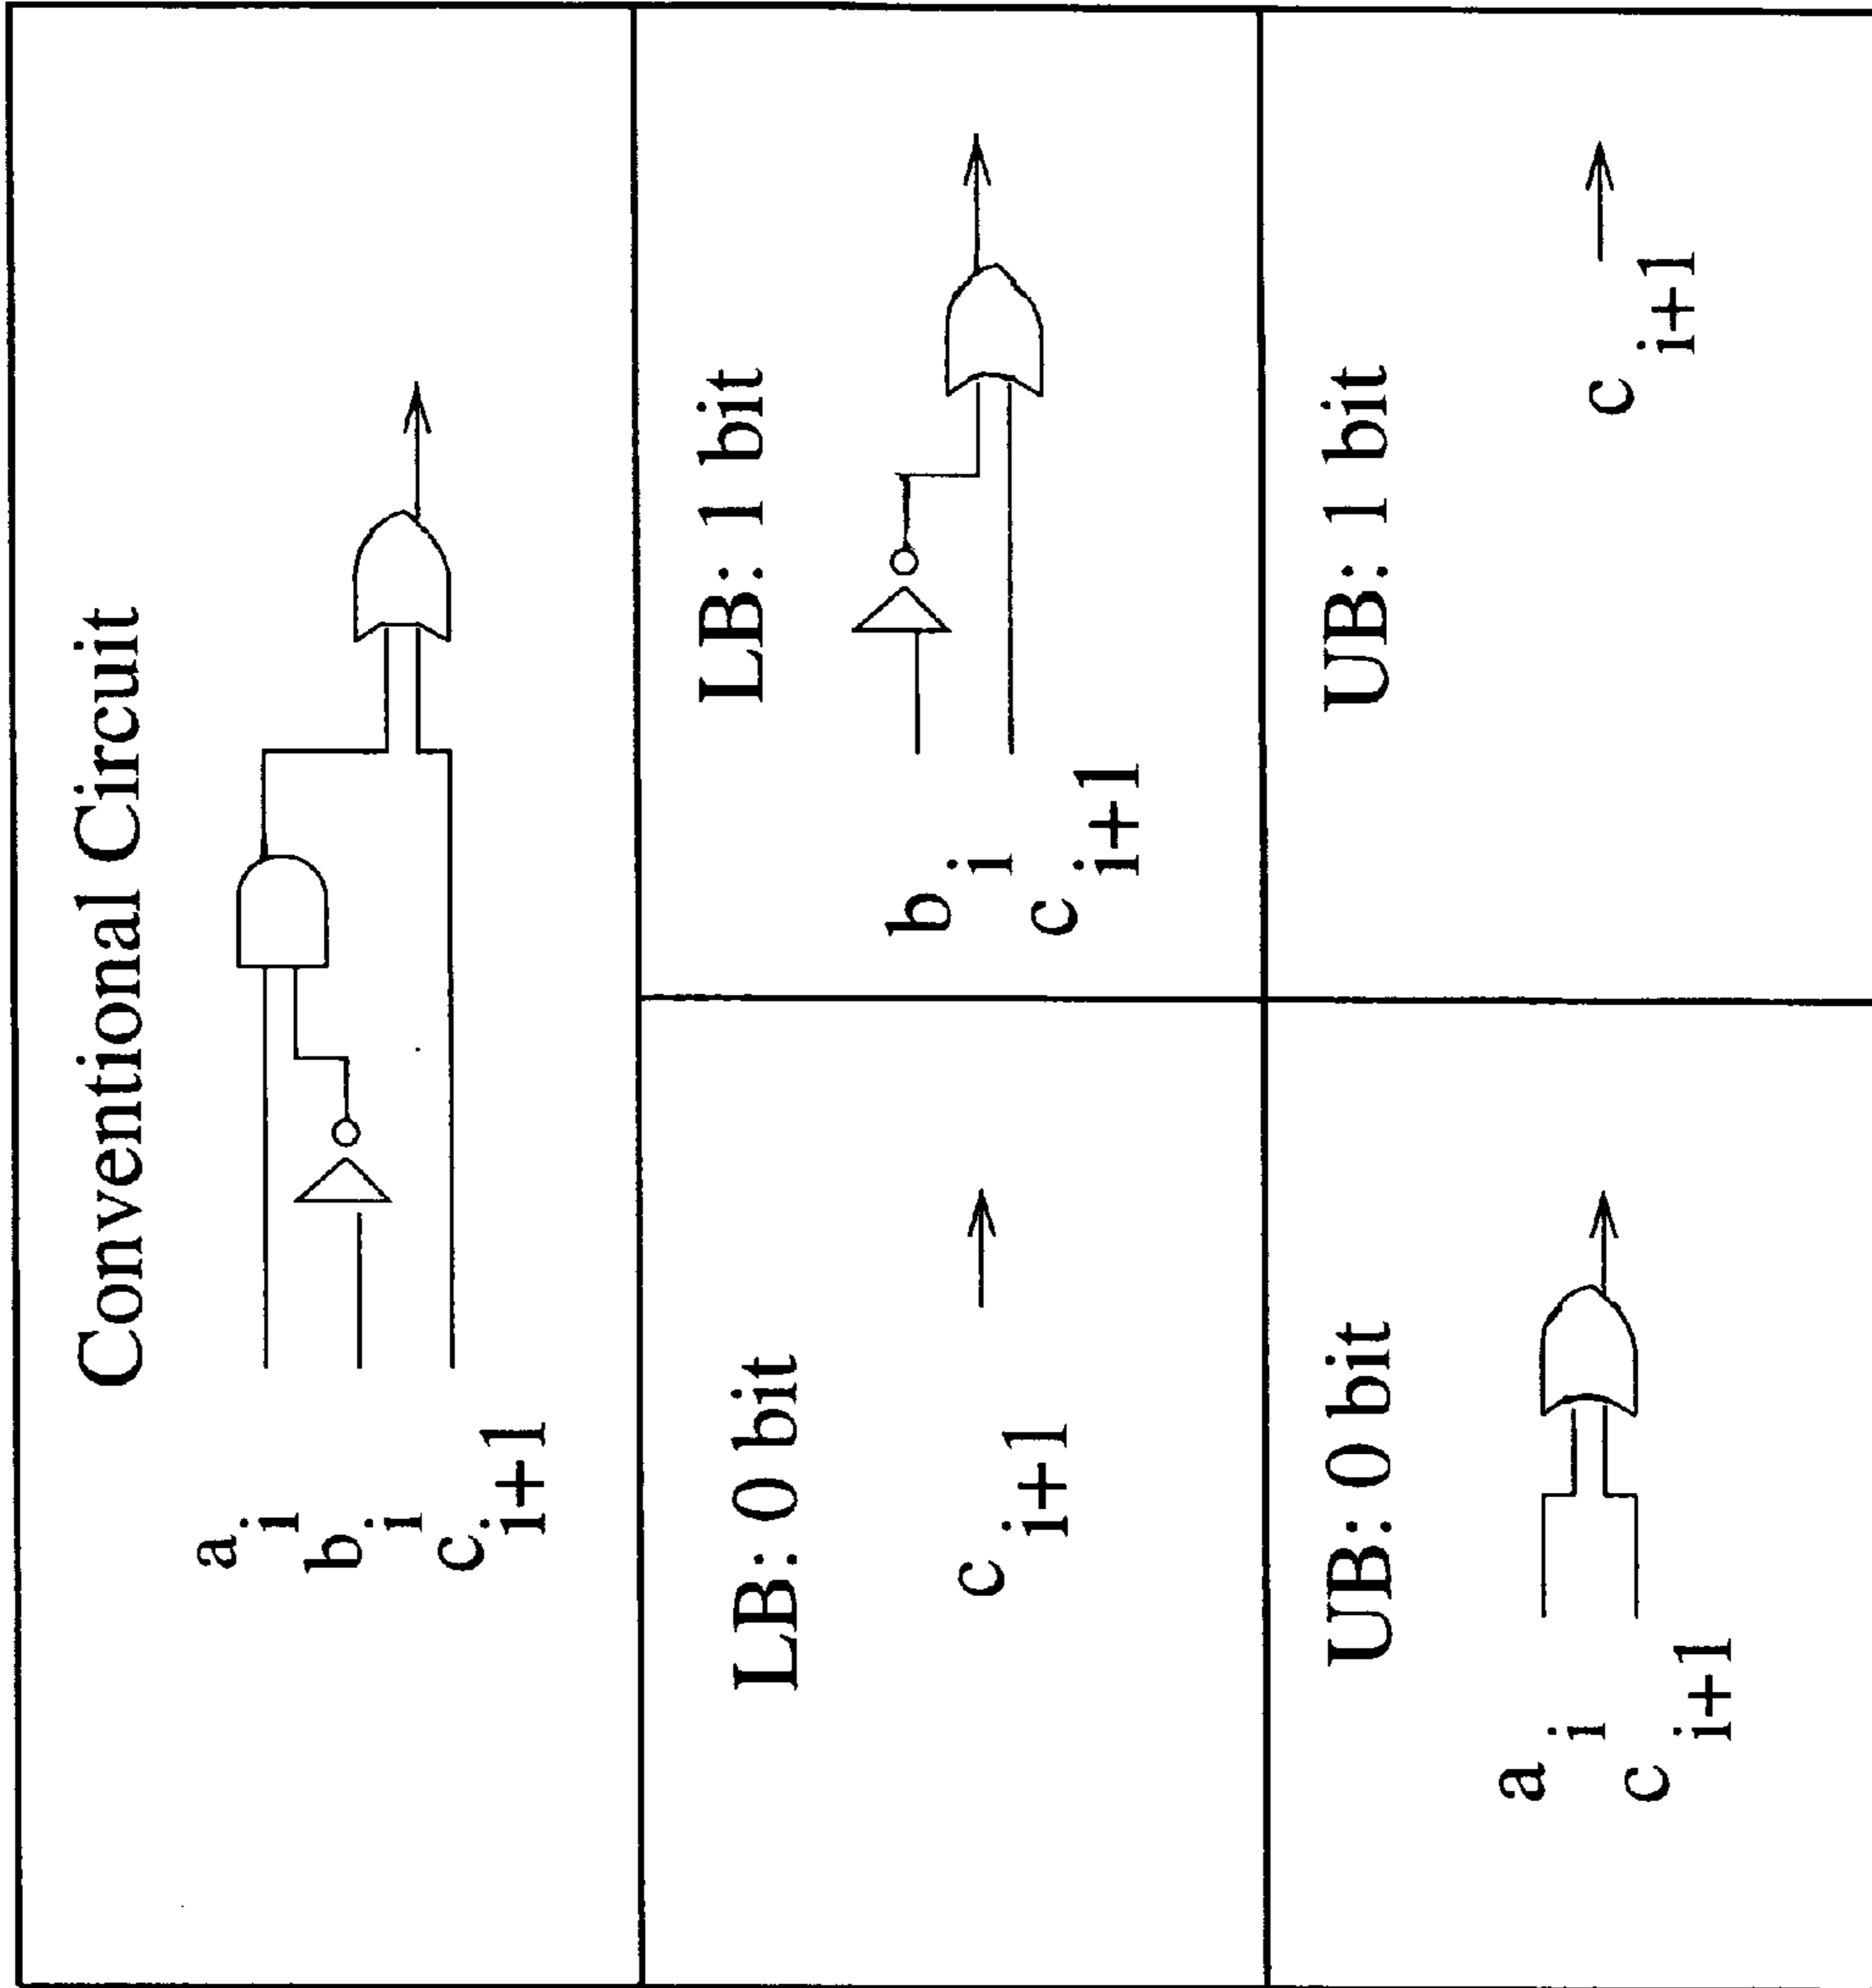 Conventional Circuit
a i
b i
c i+1
LB: 0 bit
c i+1
LB: 1 bit
b i
c i+1
UB: 0 bit
a i
c i+1
UB: 1 bit
c i+1